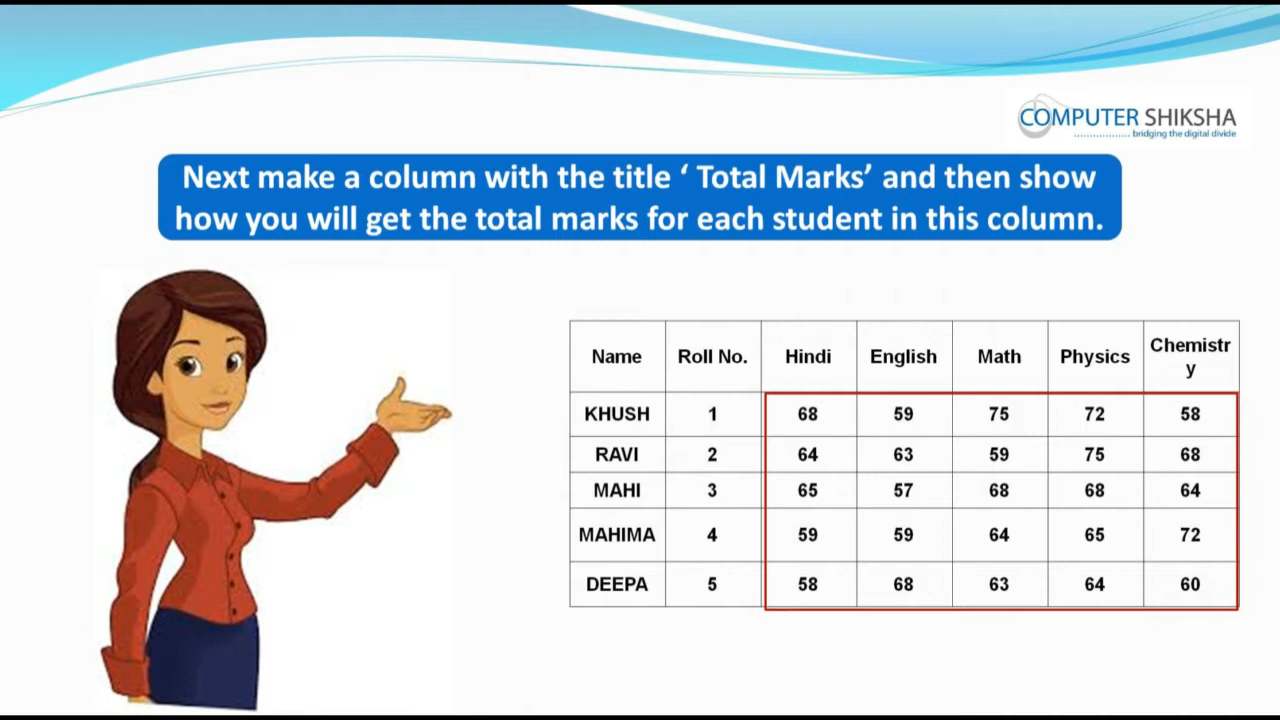 COMPUTER SHIKSHA
bridging the digital divide
Next make a column with the title ‘ Total Marks’ and then show
how you will get the total marks for each student in this column.
Name Roll No. Hindi English Math Physics Chemistr
y
KHUSH 1 68 59 75 72 58
RAVI 2 64 63 59 75 68
MAHI 3 65 57 68 68 64
MAHIMA 4 59 59 64 65 72
DEEPA 5 58 68 63 64 60